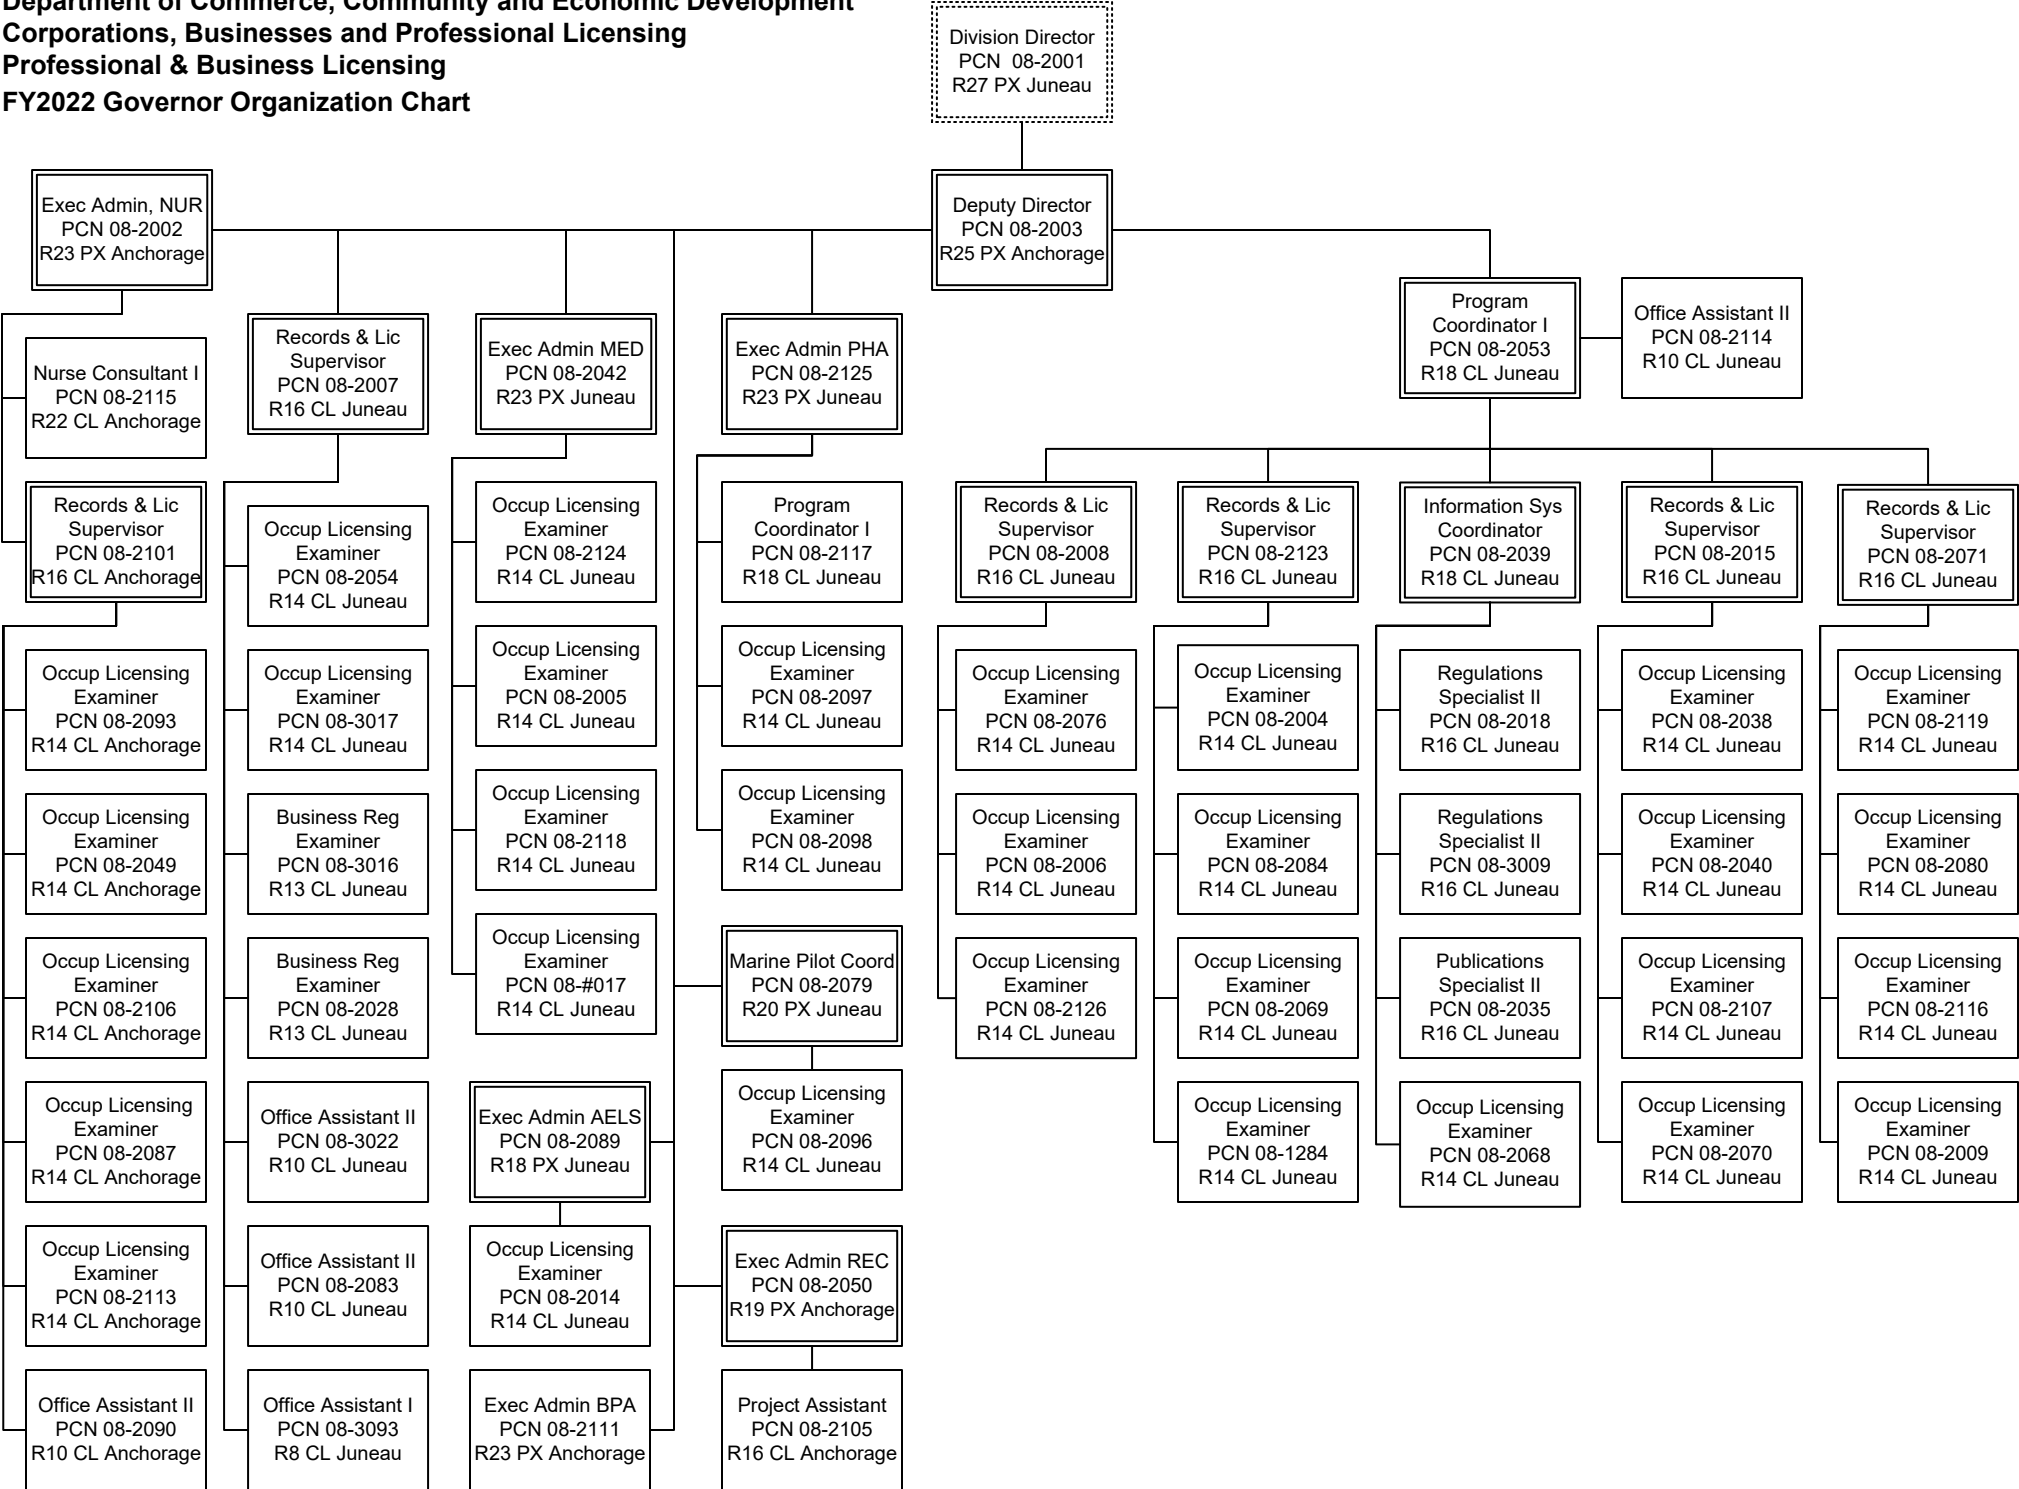 Department of Commerce, Community and Economic Development
Corporations, Businesses and Professional Licensing
Professional & Business Licensing
FY2022 Governor Organization Chart
Division Director
PCN 08-2001
R27 PX Juneau
Exec Admin, NUR
PCN 08-2002
R23 PX Anchorage
Deputy Director
PCN 08-2003
R25 PX Anchorage
Program
Coordinator I
PCN 08-2053
R18 CL Juneau
Office Assistant II
PCN 08-2114
R10 CL Juneau
Nurse Consultant I
PCN 08-2115
R22 CL Anchorage
Records & Lic
Supervisor
PCN 08-2101
R16 CL Anchorage
Occup Licensing
Examiner
PCN 08-2093
R14 CL Anchorage
Occup Licensing
Examiner
PCN 08-2049
R14 CL Anchorage
Occup Licensing
Examiner
PCN 08-2106
R14 CL Anchorage
Occup Licensing
Examiner
PCN 08-2087
R14 CL Anchorage
Occup Licensing
Examiner
PCN 08-2113
R14 CL Anchorage
Office Assistant II
PCN 08-2090
R10 CL Anchorage
Records & Lic
Supervisor
PCN 08-2007
R16 CL Juneau
Occup Licensing
Examiner
PCN 08-2054
R14 CL Juneau
Occup Licensing
Examiner
PCN 08-3017
R14 CL Juneau
Business Reg
Examiner
PCN 08-3016
R13 CL Juneau
Business Reg
Examiner
PCN 08-2028
R13 CL Juneau
Office Assistant II
PCN 08-3022
R10 CL Juneau
Office Assistant II
PCN 08-2083
R10 CL Juneau
Office Assistant I
PCN 08-3093
R8 CL Juneau
Exec Admin MED
PCN 08-2042
R23 PX Juneau
Occup Licensing
Examiner
PCN 08-2124
R14 CL Juneau
Occup Licensing
Examiner
PCN 08-2005
R14 CL Juneau
Occup Licensing
Examiner
PCN 08-2118
R14 CL Juneau
Occup Licensing
Examiner
PCN 08-#017
R14 CL Juneau
Exec Admin AELS
PCN 08-2089
R18 PX Juneau
Occup Licensing
Examiner
PCN 08-2014
R14 CL Juneau
Exec Admin BPA
PCN 08-2111
R23 PX Anchorage
Exec Admin PHA
PCN 08-2125
R23 PX Juneau
Program
Coordinator I
PCN 08-2117
R18 CL Juneau
Occup Licensing
Examiner
PCN 08-2097
R14 CL Juneau
Occup Licensing
Examiner
PCN 08-2098
R14 CL Juneau
Marine Pilot Coord
PCN 08-2079
R20 PX Juneau
Occup Licensing
Examiner
PCN 08-2096
R14 CL Juneau
Exec Admin REC
PCN 08-2050
R19 PX Anchorage
Project Assistant
PCN 08-2105
R16 CL Anchorage
Records & Lic
Supervisor
PCN 08-2008
R16 CL Juneau
Occup Licensing
Examiner
PCN 08-2076
R14 CL Juneau
Occup Licensing
Examiner
PCN 08-2006
R14 CL Juneau
Occup Licensing
Examiner
PCN 08-2126
R14 CL Juneau
Records & Lic
Supervisor
PCN 08-2123
R16 CL Juneau
Occup Licensing
Examiner
PCN 08-2004
R14 CL Juneau
Occup Licensing
Examiner
PCN 08-2084
R14 CL Juneau
Occup Licensing
Examiner
PCN 08-2069
R14 CL Juneau
Occup Licensing
Examiner
PCN 08-1284
R14 CL Juneau
Information Sys
Coordinator
PCN 08-2039
R18 CL Juneau
Regulations
Specialist II
PCN 08-2018
R16 CL Juneau
Regulations
Specialist II
PCN 08-3009
R16 CL Juneau
Publications
Specialist II
PCN 08-2035
R16 CL Juneau
Occup Licensing
Examiner
PCN 08-2068
R14 CL Juneau
Records & Lic
Supervisor
PCN 08-2015
R16 CL Juneau
Occup Licensing
Examiner
PCN 08-2038
R14 CL Juneau
Occup Licensing
Examiner
PCN 08-2040
R14 CL Juneau
Occup Licensing
Examiner
PCN 08-2107
R14 CL Juneau
Occup Licensing
Examiner
PCN 08-2070
R14 CL Juneau
Records & Lic
Supervisor
PCN 08-2071
R16 CL Juneau
Occup Licensing
Examiner
PCN 08-2119
R14 CL Juneau
Occup Licensing
Examiner
PCN 08-2080
R14 CL Juneau
Occup Licensing
Examiner
PCN 08-2116
R14 CL Juneau
Occup Licensing
Examiner
PCN 08-2009
R14 CL Juneau